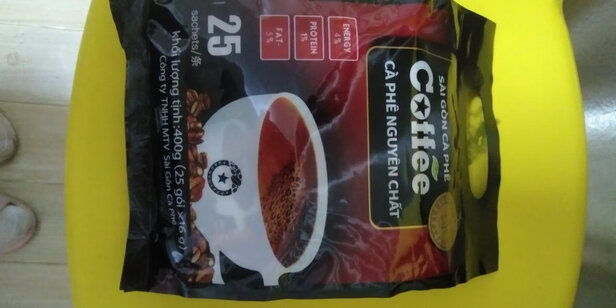 SÀI GÒN CÀ PHÊ
Coffee
CÀ PHÊ NGUYÊN CHẤT
ENERGY
4%
PROTEIN
1%
FAT
5%
25
sachets/条
khối lượng tịnh:400g (25 gói x16 g)
Công ty TNHH MTV Sài Gòn Cà Phê